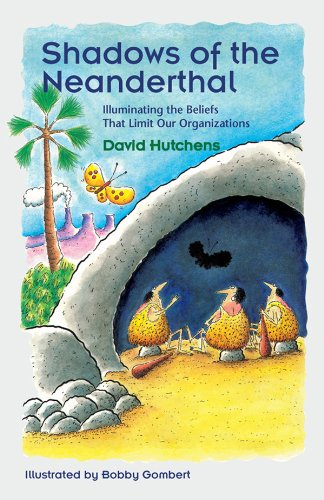 Shadows of the
Neanderthal
Illuminating the Beliefs
That Limit Our Organizations
David Hutchens
Illustrated by Bobby Gombert